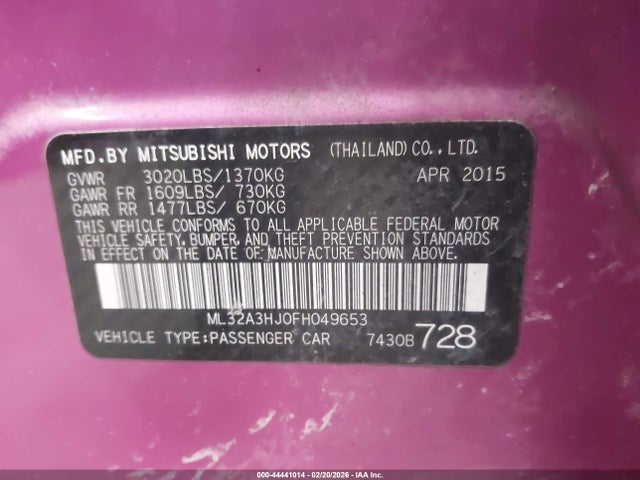 MFD.BY MITSUBISHI MOTORS (THAILAND)CO.,LTD.
GVWR 3020LBS/1370KG APR 2015
GAWR FR 1609LBS/ 730KG
GAWR RR 1477LBS/ 670KG
THIS VEHICLE CONFORMS TO ALL APPLICABLE FEDERAL MOTOR
VEHICLE SAFETY, BUMPER, AND THEFT PREVENTION STANDARDS
IN EFFECT ON THE DATE OF MANUFACTURE SHOWN ABOVE.
ML32A3HJ0FH049653
VEHICLE TYPE:PASSENGER CAR 7430B 728
000-44441014 - 02/20/2026 - IAA Inc.